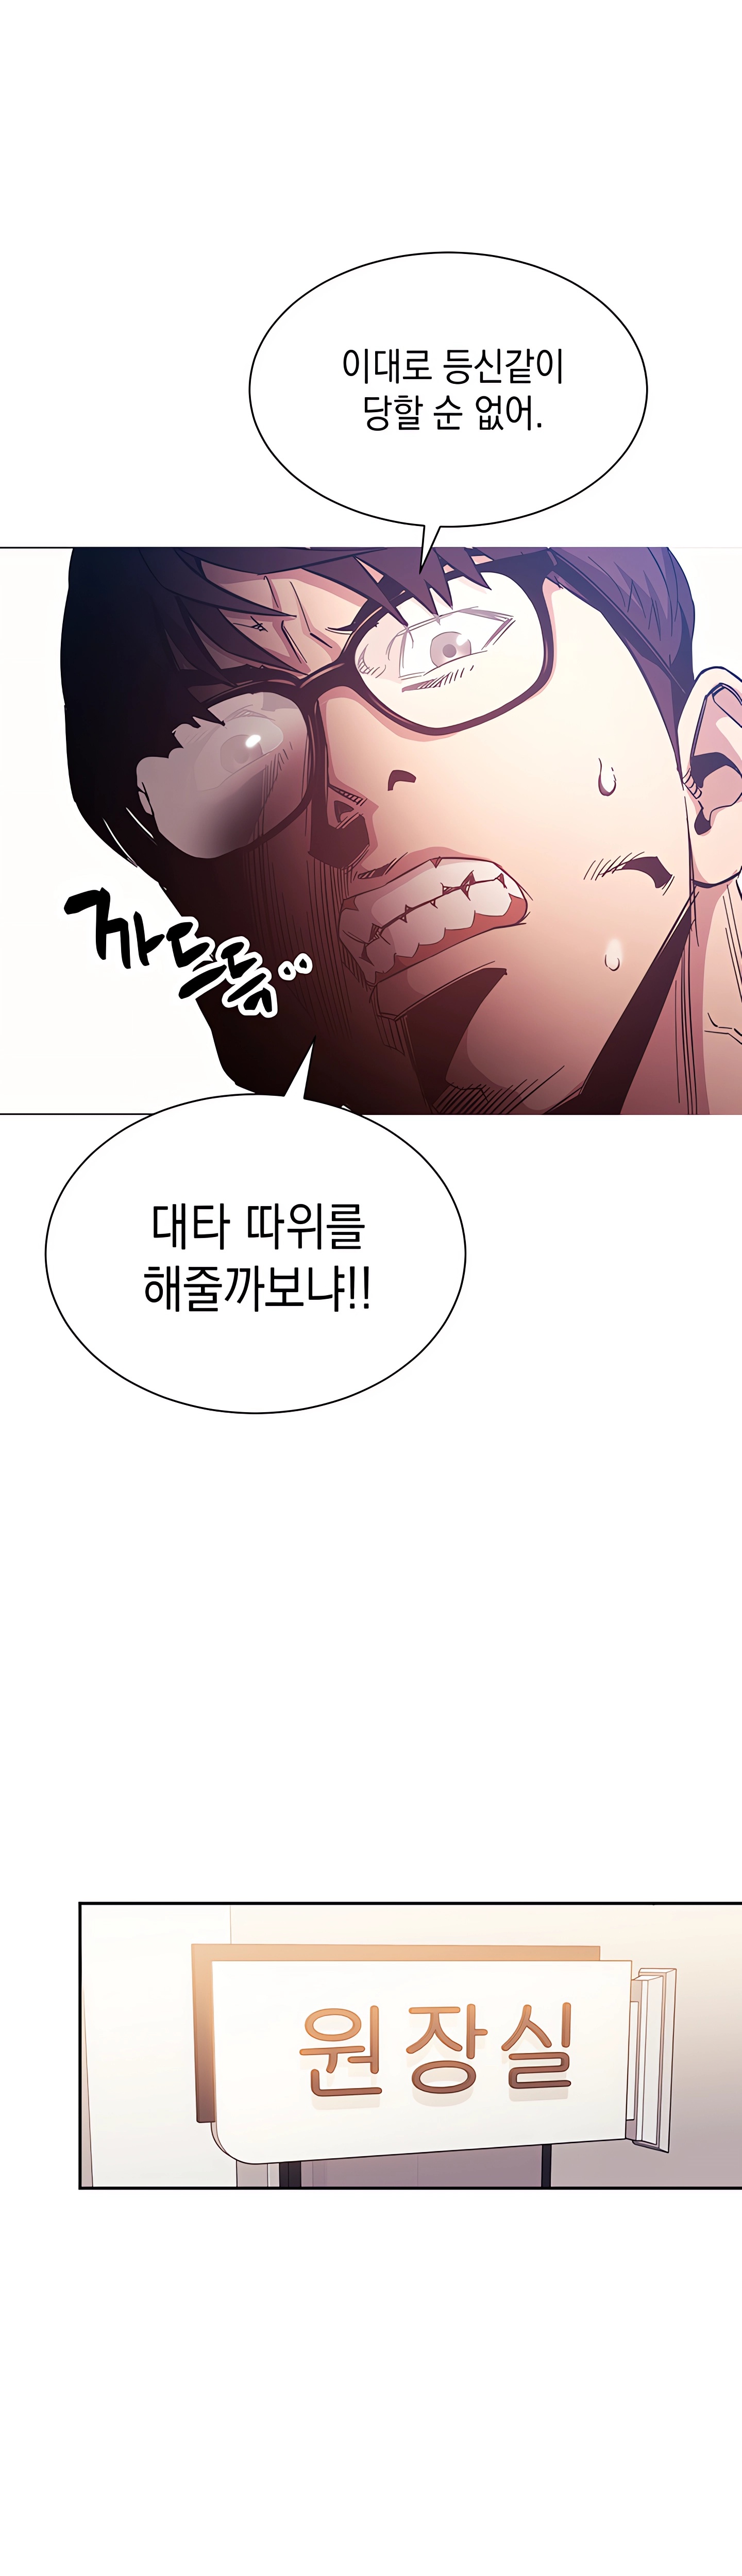 이대로 등신같이
당할 순 없어.
까드득..
대타 따위를
해줄까보냐!!
원장실